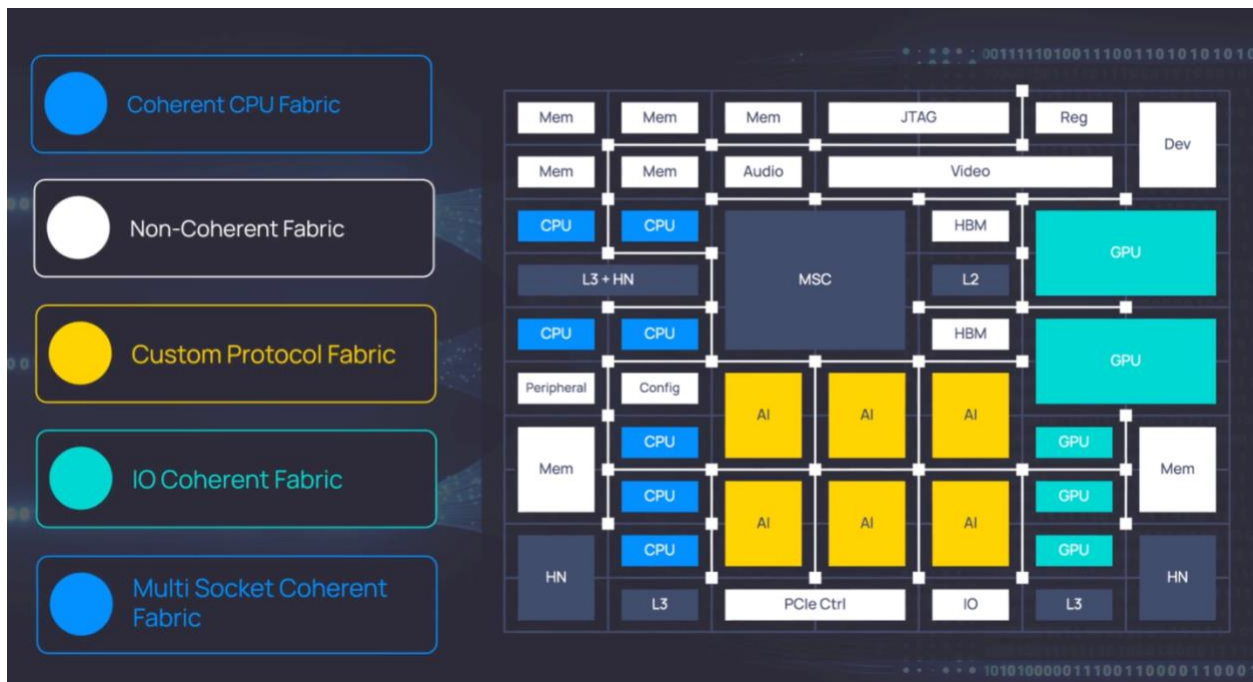 Coherent CPU Fabric
Non-Coherent Fabric
Custom Protocol Fabric
IO Coherent Fabric
Multi Socket Coherent
Fabric
Mem Mem Mem JTAG Reg
Dev
Mem Mem Audio Video
CPU CPU HBM
GPU
L3 + HN MSC L2
CPU CPU HBM
GPU
Peripheral Config
AI AI AI
CPU GPU
Mem Mem
CPU GPU
AI AI AI
CPU GPU
HN HN
L3 PCIe Ctrl IO L3